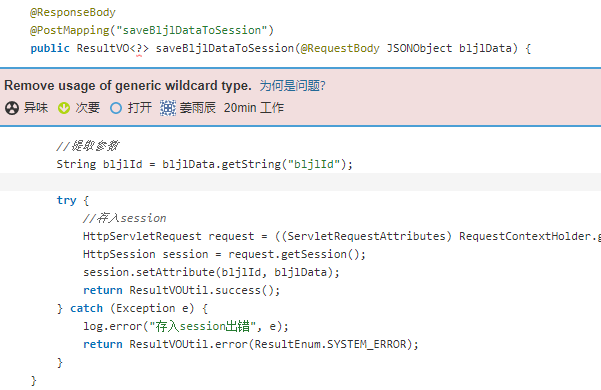 @ResponseBody
@PostMapping("saveBljlDataToSession")
public ResultVO<?> saveBljlDataToSession(@RequestBody JSONObject bljlData) {
Remove usage of generic wildcard type. 为何是问题?
异味 次要 打开 姜雨辰 20min 工作
//提取参数
String bljlId = bljlData.getString("bljlId");
try {
//存入session
HttpServletRequest request = ((ServletRequestAttributes) RequestContextHolder.g
HttpSession session = request.getSession();
session.setAttribute(bljlId, bljlData);
return ResultVOUtil.success();
} catch (Exception e) {
log.error("存入session出错", e);
return ResultVOUtil.error(ResultEnum.SYSTEM_ERROR);
}
}